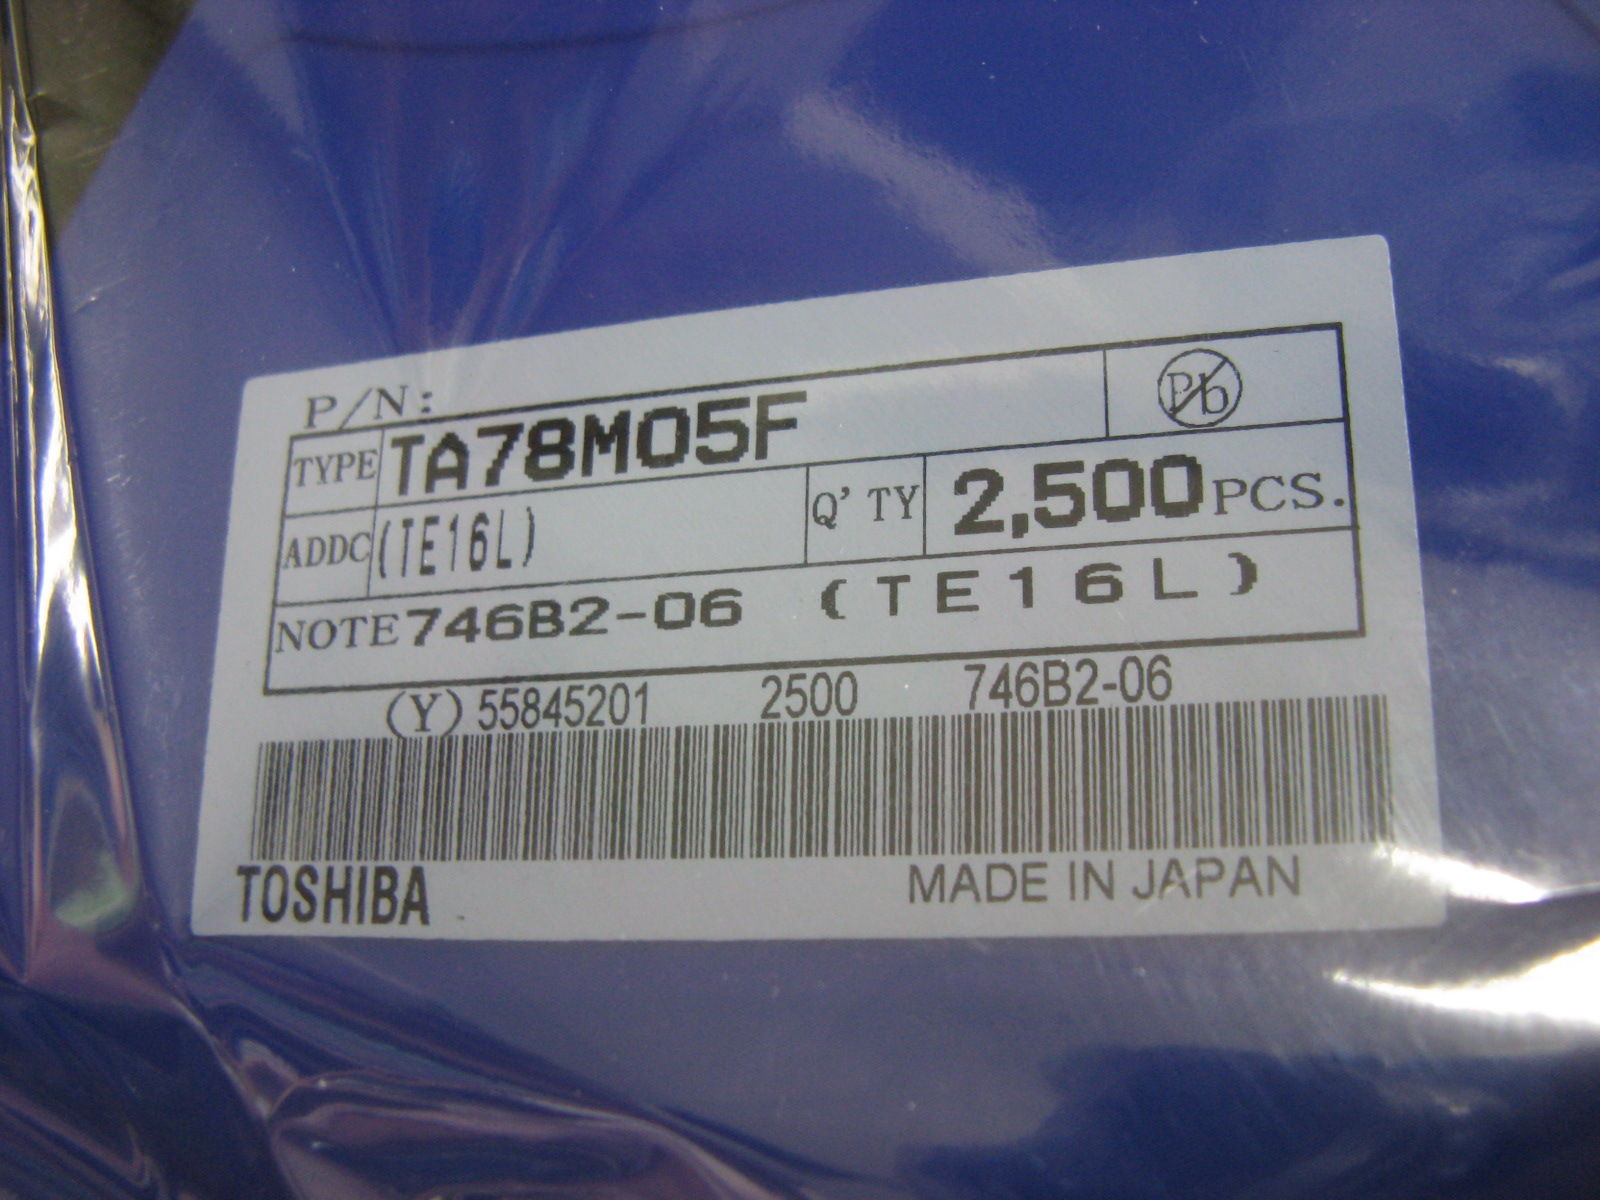 P/N:
TYPE TA78M05F Pb
ADDC (TE16L) Q'TY 2,500 PCS.
NOTE 746B2-06 (TE16L)
(Y) 55845201 2500 746B2-06
TOSHIBA MADE IN JAPAN